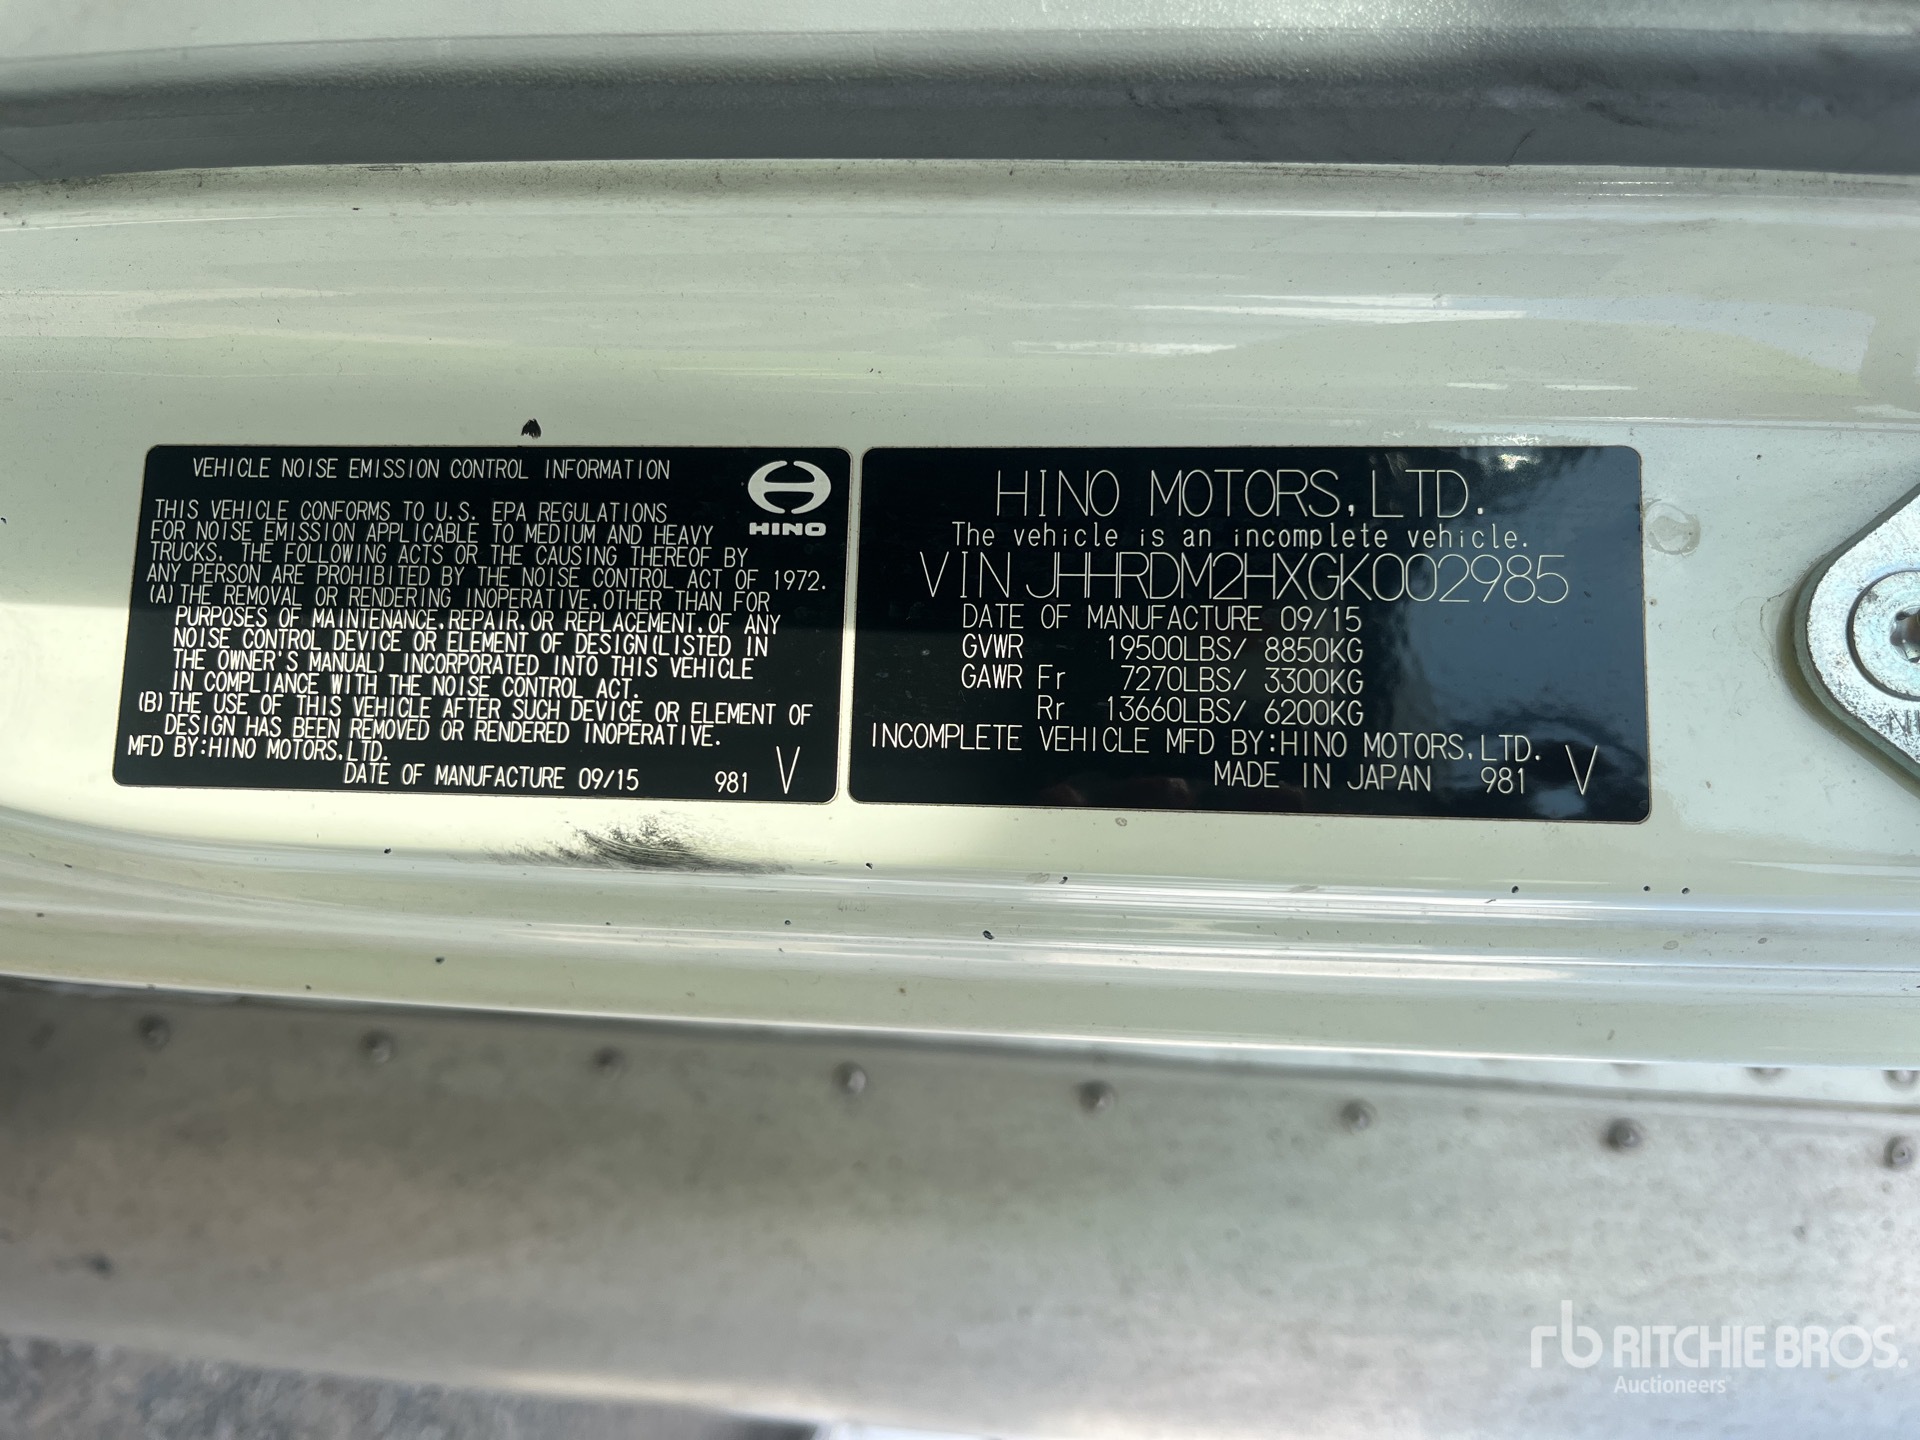 VEHICLE NOISE EMISSION CONTROL INFORMATION
HINO
THIS VEHICLE CONFORMS TO U.S. EPA REGULATIONS
FOR NOISE EMISSION APPLICABLE TO MEDIUM AND HEAVY
TRUCKS. THE FOLLOWING ACTS OR THE CAUSING THEREOF BY
ANY PERSON ARE PROHIBITED BY THE NOISE CONTROL ACT OF 1972.
(A) THE REMOVAL OR RENDERING INOPERATIVE, OTHER THAN FOR
PURPOSES OF MAINTENANCE, REPAIR, OR REPLACEMENT, OF ANY
NOISE CONTROL DEVICE OR ELEMENT OF DESIGN (LISTED IN
THE OWNER'S MANUAL) INCORPORATED INTO THIS VEHICLE
IN COMPLIANCE WITH THE NOISE CONTROL ACT.
(B) THE USE OF THIS VEHICLE AFTER SUCH DEVICE OR ELEMENT OF
DESIGN HAS BEEN REMOVED OR RENDERED INOPERATIVE.
MFD BY:HINO MOTORS, LTD.
DATE OF MANUFACTURE 09/15 981 V
HINO MOTORS, LTD.
The vehicle is an incomplete vehicle.
VIN JHHRDM2HXGK002985
DATE OF MANUFACTURE 09/15
GVWR 19500LBS/ 8850KG
GAWR Fr 7270LBS/ 3300KG
Rr 13660LBS/ 6200KG
INCOMPLETE VEHICLE MFD BY:HINO MOTORS, LTD.
MADE IN JAPAN 981 V
rb RITCHIE BROS.
Auctioneers